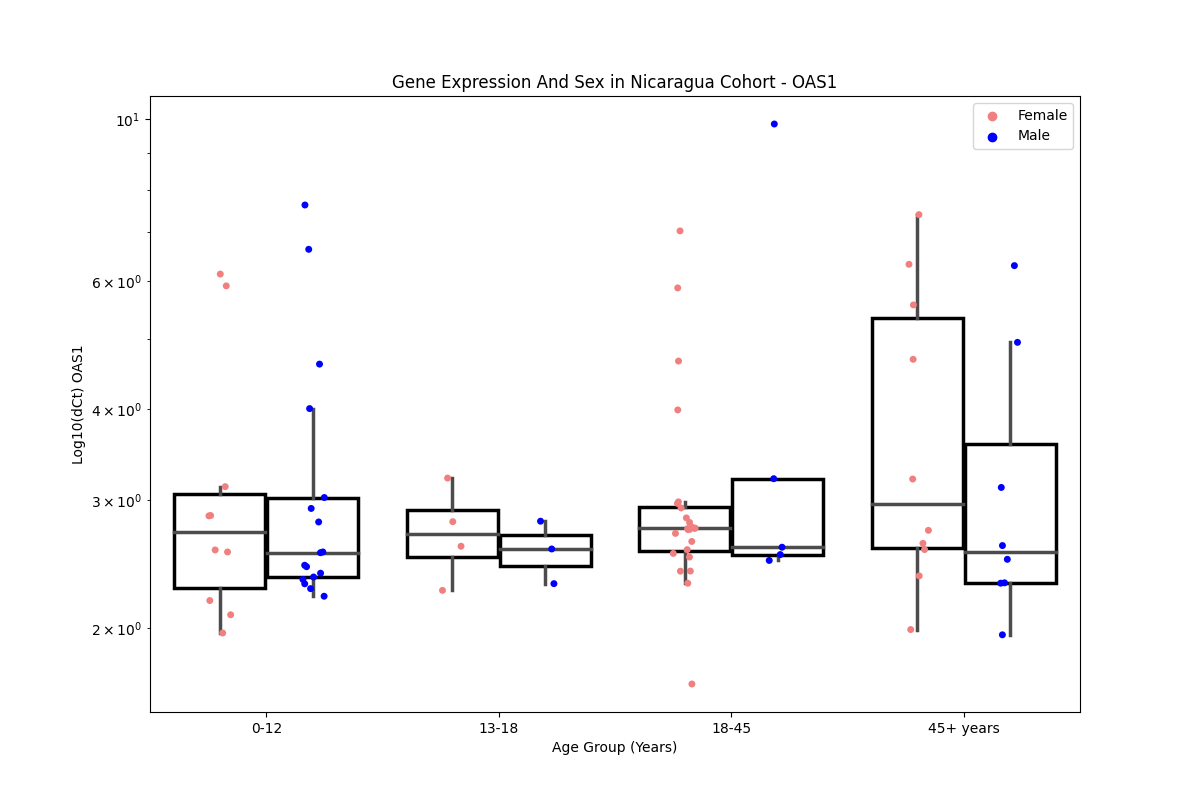 Gene Expression And Sex in Nicaragua Cohort - OAS1
Female
Male
10¹
6 × 10⁰
4 × 10⁰
3 × 10⁰
2 × 10⁰
Log10(dCt) OAS1
0-12
13-18
18-45
45+ years
Age Group (Years)